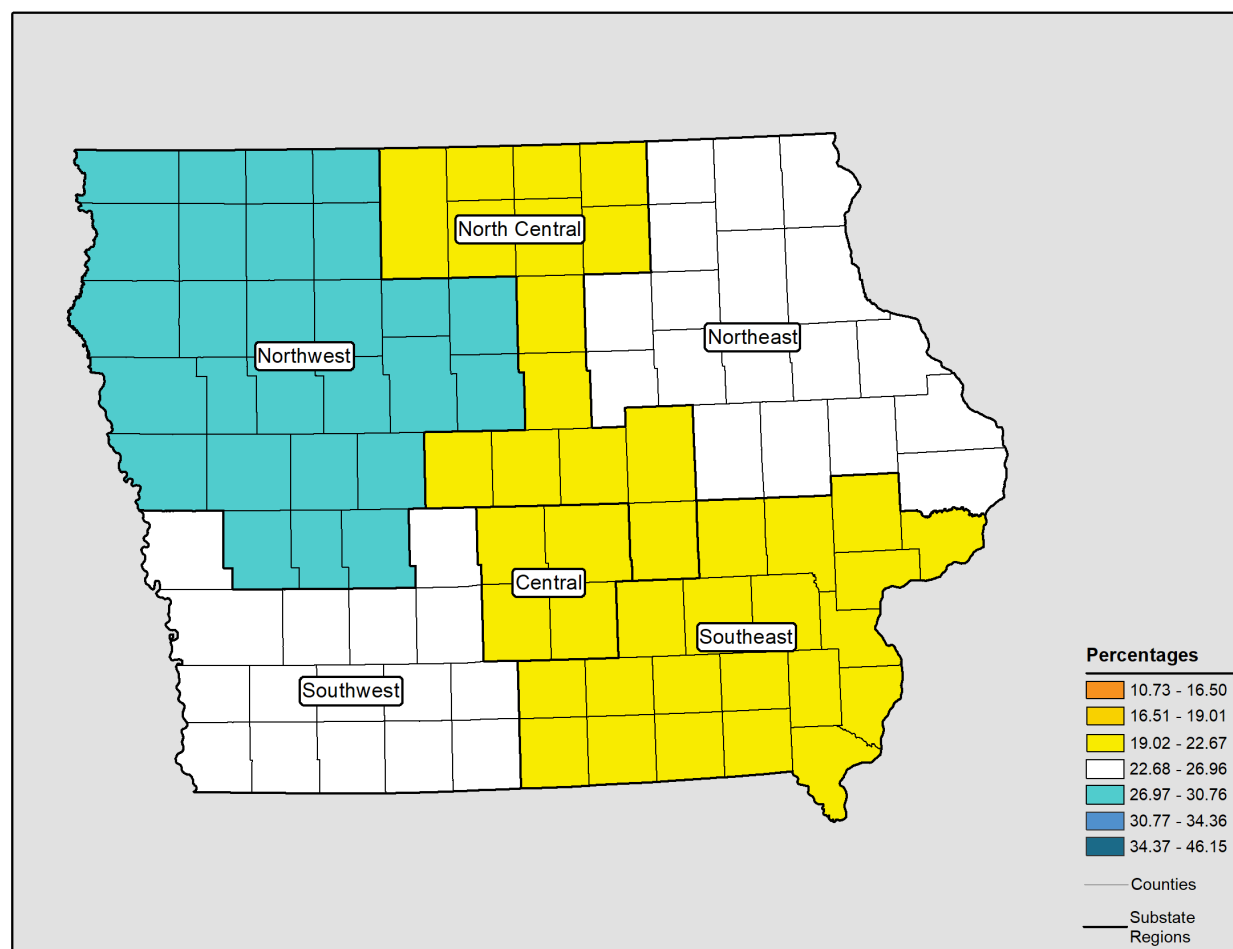 North Central
Northeast
Northwest
Central
Southeast
Southwest
Percentages
10.73 - 16.50
16.51 - 19.01
19.02 - 22.67
22.68 - 26.96
26.97 - 30.76
30.77 - 34.36
34.37 - 46.15
Counties
Substate
Regions